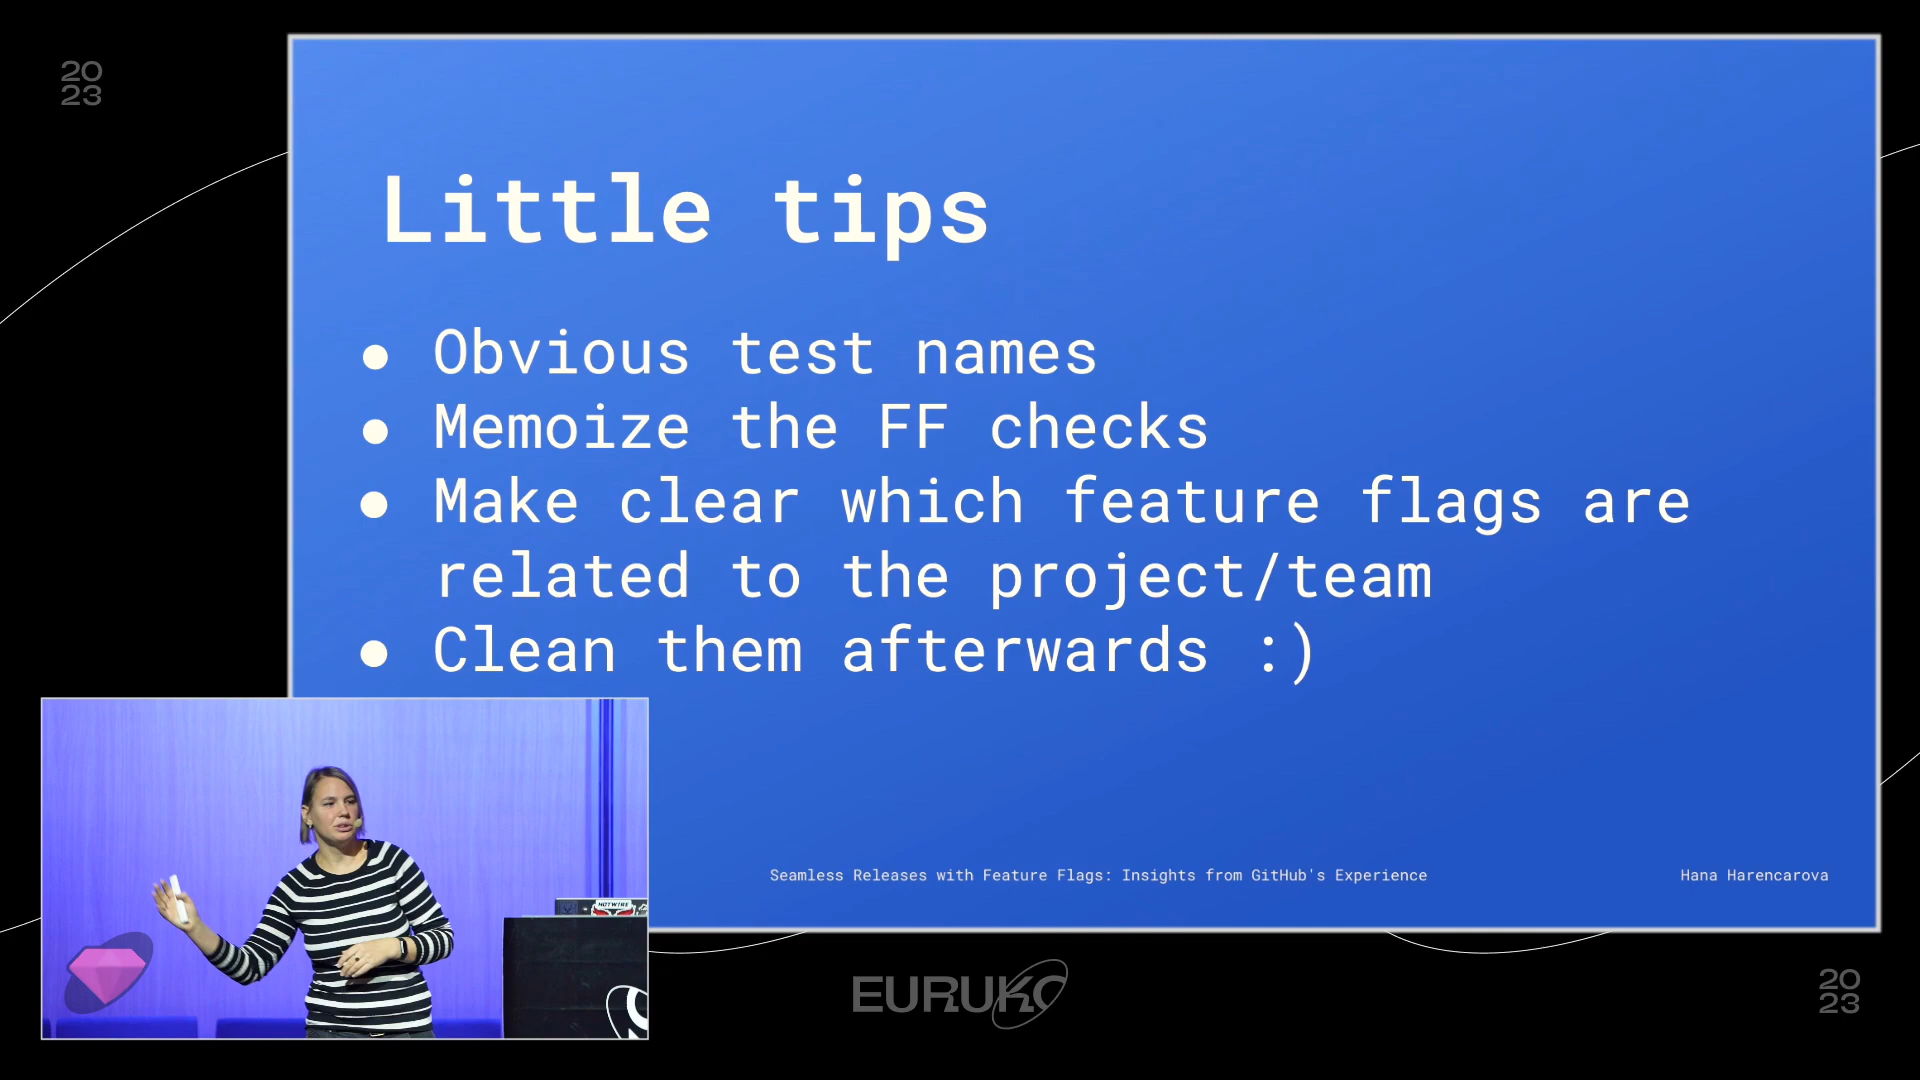 20
23
Little tips
● Obvious test names
● Memoize the FF checks
● Make clear which feature flags are
related to the project/team
● Clean them afterwards :)
HOTWIRE
Seamless Releases with Feature Flags: Insights from GitHub's Experience
Hana Harencarova
EURUKO
20
23